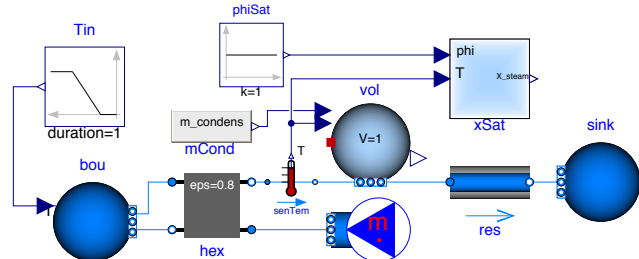 phiSat
Tin
phi
T
X_steam
k=1
vol
duration=1
m_condens
mCond
V=1
xSat
sink
T
bou
eps=0.8
T
senTem
hex
m
res